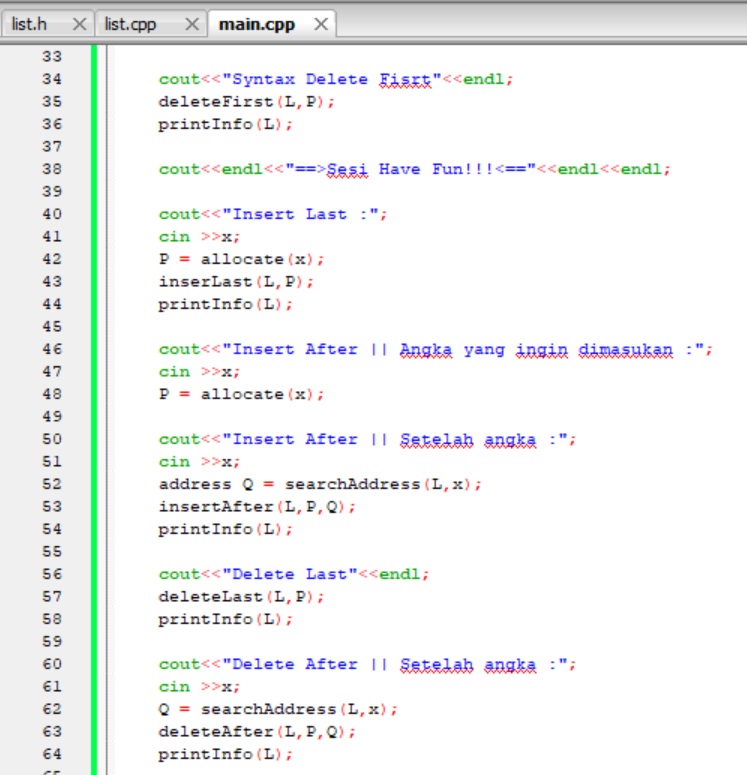 list.h × list.cpp × main.cpp ×
33
34 cout<<"Syntax Delete Fisrt"<<endl;
35 deleteFirst(L,P);
36 printInfo(L);
37
38 cout<<endl<<"==>Sesi Have Fun!!!<=="<<endl<<endl;
39
40 cout<<"Insert Last :";
41 cin >>x;
42 P = allocate(x);
43 inserLast(L,P);
44 printInfo(L);
45
46 cout<<"Insert After || Angka yang ingin dimasukan :";
47 cin >>x;
48 P = allocate(x);
49
50 cout<<"Insert After || Setelah angka :";
51 cin >>x;
52 address Q = searchAddress(L,x);
53 insertAfter(L,P,Q);
54 printInfo(L);
55
56 cout<<"Delete Last"<<endl;
57 deleteLast(L,P);
58 printInfo(L);
59
60 cout<<"Delete After || Setelah angka :";
61 cin >>x;
62 Q = searchAddress(L,x);
63 deleteAfter(L,P,Q);
64 printInfo(L);